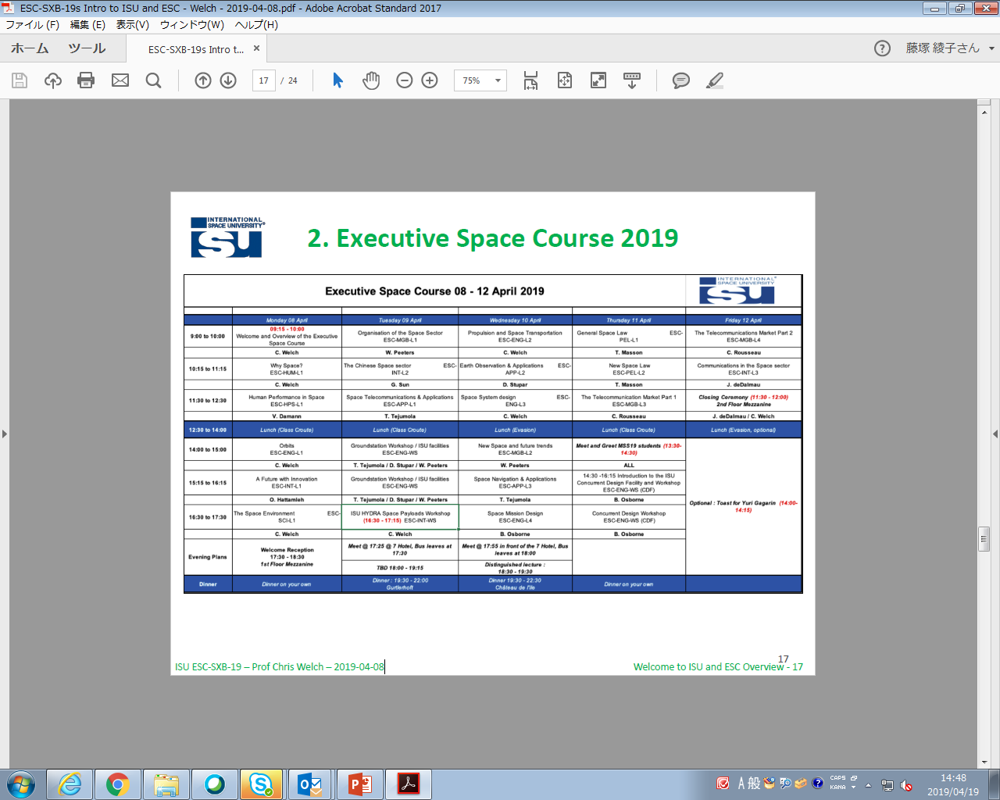 ESC-SXB-19s Intro to ISU and ESC - Welch - 2019-04-08.pdf - Adobe Acrobat Standard 2017
ファイル (F) 編集 (E) 表示(V) ウィンドウ(W) ヘルプ(H)
ホーム ツール ESC-SXB-19s Intro t... × 藤塚 綾子さん
17 / 24 75%
INTERNATIONAL
SPACE UNIVERSITY®
ISU
2. Executive Space Course 2019
Executive Space Course 08 - 12 April 2019
INTERNATIONAL
SPACE UNIVERSITY
ISU
Monday 08 April Tuesday 09 April Wednesday 10 April Thursday 11 April Friday 12 April
9:00 to 10:00
09:15 - 10:00
Welcome and Overview of the Executive
Space Course
Organisation of the Space Sector
ESC-MGB-L1
Propulsion and Space Transportation
ESC-ENG-L2
General Space Law ESC-
PEL-L1
The Telecommunications Market Part 2
ESC-MGB-L4
C. Welch W. Peeters C. Welch T. Masson C. Rousseau
10:15 to 11:15
Why Space?
ESC-HUM-L1
The Chinese Space sector ESC-
INT-L2
Earth Observation & Applications ESC-
APP-L2
New Space Law
ESC-PEL-L2
Communications in the Space sector
ESC-INT-L3
C. Welch G. Sun D. Stupar T. Masson J. deDalmau
11:30 to 12:30
Human Performance in Space
ESC-HPS-L1
Space Telecommunications & Applications
ESC-APP-L1
Space System design ESC-
ENG-L3
The Telecommunication Market Part 1
ESC-MGB-L3
Closing Ceremony (11:30 - 12:00)
2nd Floor Mezzanine
V. Damann T. Tejumola C. Welch C. Rousseau J. deDalmau / C. Welch
12:30 to 14:00 Lunch (Class Croute) Lunch (Class Croute) Lunch (Evasion) Lunch (Class Croute) Lunch (Evasion, optional)
14:00 to 15:00
Orbits
ESC-ENG-L1
Groundstation Workshop / ISU facilities
ESC-ENG-WS
New Space and future trends
ESC-MGB-L2
Meet and Greet MSS19 students (13:30-
14:30)
C. Welch T. Tejumola / D. Stupar / W. Peeters W. Peeters ALL
15:15 to 16:15
A Future with Innovation
ESC-INT-L1
Groundstation Workshop / ISU facilities
ESC-ENG-WS
Space Navigation & Applications
ESC-APP-L3
14:30 -16:15 Introduction to the ISU
Concurrent Design Facility and Workshop
ESC-ENG-WS (CDF)
O. Hattamleh T. Tejumola / D. Stupar / W. Peeters T. Tejumola B. Osborne
Optional : Toast for Yuri Gagarin (14:00-
14:15)
16:30 to 17:30
The Space Environment ESC-
SCI-L1
ISU HYDRA Space Payloads Workshop
(16:30 - 17:15) ESC-INT-WS
Space Mission Design
ESC-ENG-L4
Concurrent Design Workshop
ESC-ENG-WS (CDF)
C. Welch C. Welch B. Osborne B. Osborne
Evening Plans
Welcome Reception
17:30 - 18:30
1st Floor Mezzanine
Meet @ 17:25 @ 7 Hotel, Bus leaves at
17:30
TBD 18:00 - 19:15
Meet @ 17:55 in front of the 7 Hotel, Bus
leaves at 18:00
Distinguished lecture :
18:30 - 19:30
Dinner
Dinner on your own
Dinner : 19:30 - 22:00
Gurtlerhoft
Dinner 19:30 - 22:30
Château de l'Ile
Dinner on your own
17
ISU ESC-SXB-19 – Prof Chris Welch – 2019-04-08 Welcome to ISU and ESC Overview - 17
A 般 CAPS KANA
14:48
2019/04/19